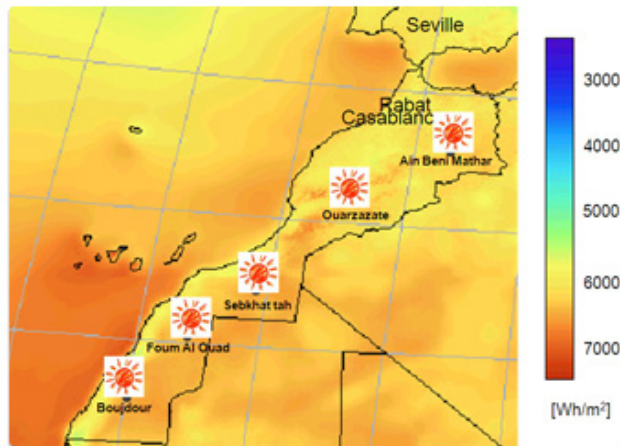 Seville
Rabat
Casablanc
Ain Beni Mathar
Ouarzazate
Sebkhat tah
Foum Al Ouad
Boujdour
3000
4000
5000
6000
7000
[Wh/m²]